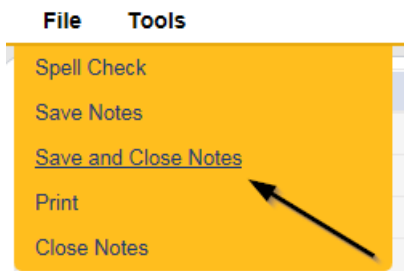 File Tools
Spell Check
Save Notes
Save and Close Notes
Print
Close Notes